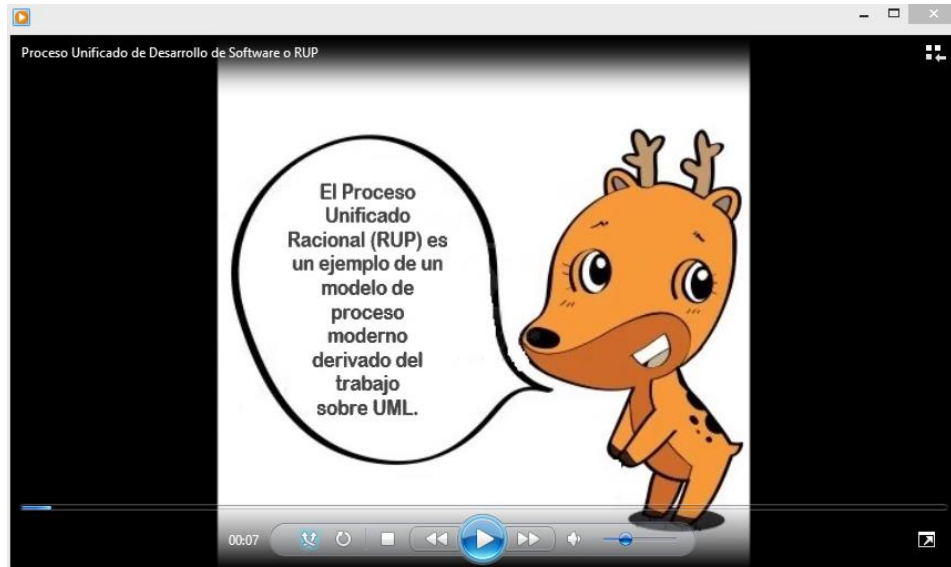 Proceso Unificado de Desarrollo de Software o RUP
El Proceso
Unificado
Racional (RUP) es
un ejemplo de un
modelo de
proceso
moderno
derivado del
trabajo
sobre UML.
00:07